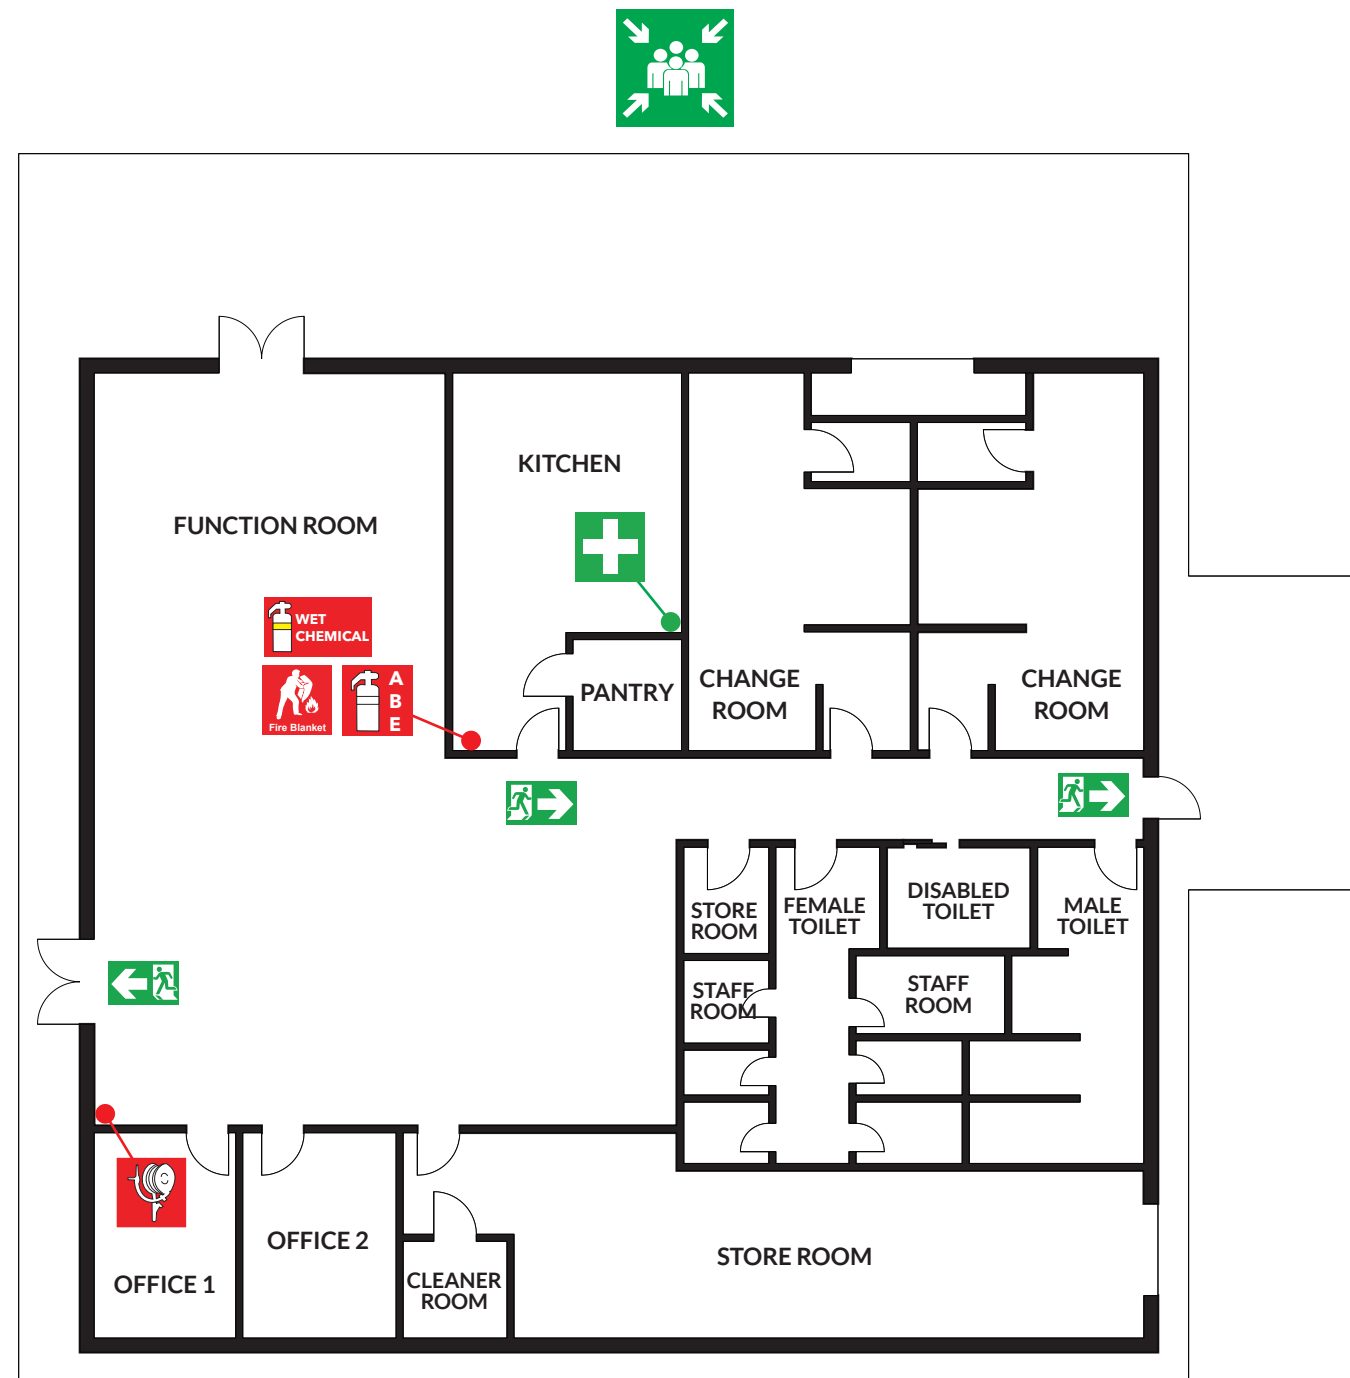 KITCHEN
FUNCTION ROOM
WET
CHEMICAL
Fire Blanket
A
B
E
PANTRY
CHANGE
ROOM
CHANGE
ROOM
STORE
ROOM
FEMALE
TOILET
DISABLED
TOILET
MALE
TOILET
STAFF
ROOM
STAFF
ROOM
OFFICE 1
OFFICE 2
CLEANER
ROOM
STORE ROOM